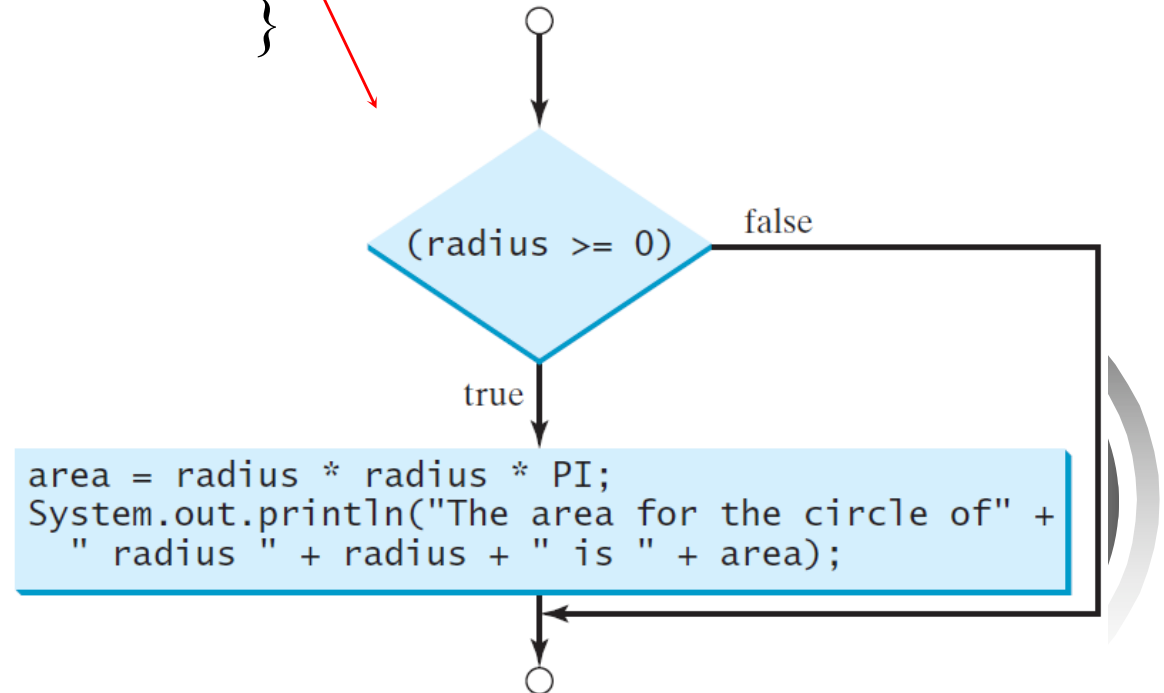 }
(radius >= 0)
false
true
area = radius * radius * PI;
System.out.println("The area for the circle of" +
" radius " + radius + " is " + area);